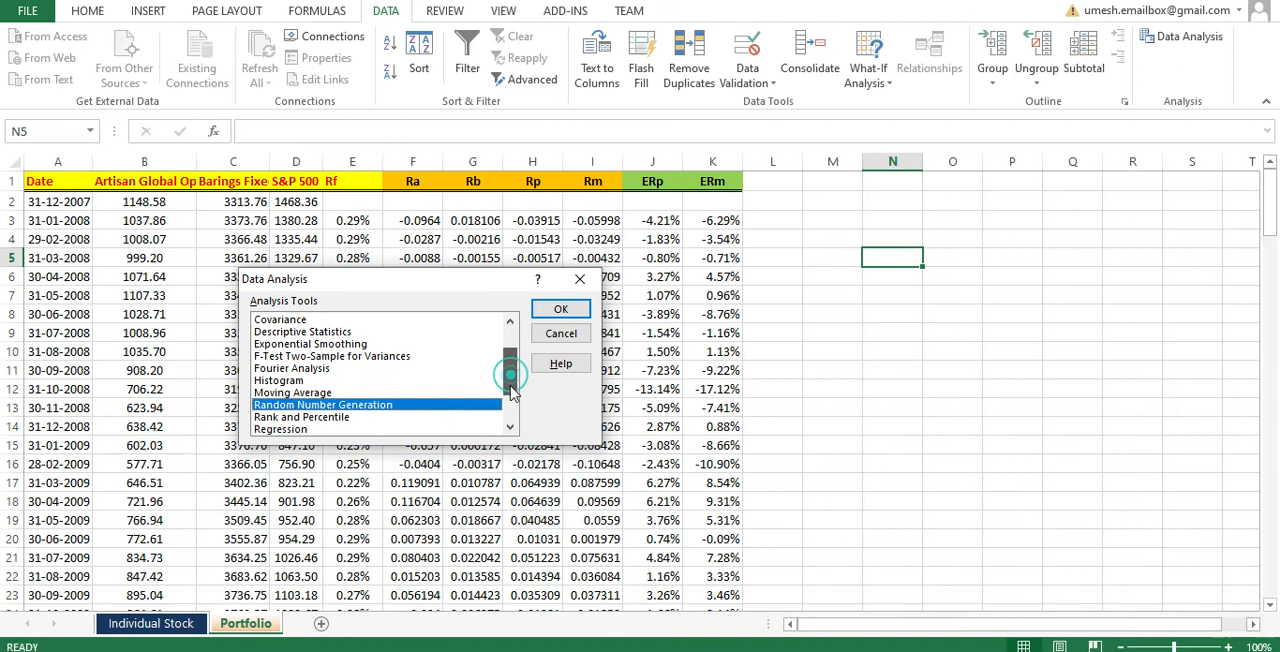 FILE HOME INSERT PAGE LAYOUT FORMULAS DATA REVIEW VIEW ADD-INS TEAM umesh.emailbox@gmail.com
From Access
From Web
From Text
From Other Sources
Existing Connections
Refresh All
Connections
Properties
Edit Links
Sort
Filter
Clear
Reapply
Advanced
Text to Columns
Flash Fill
Remove Duplicates
Data Validation
Consolidate
What-If Analysis
Relationships
Group
Ungroup
Subtotal
Data Analysis
Get External Data Connections Sort & Filter Data Tools Outline Analysis
N5 fx
A B C D E F G H I J K L M N O P Q R S T
1 Date Artisan Global Op Barings Fixe S&P 500 Rf Ra Rb Rp Rm ERp ERm
2 31-12-2007 1148.58 3313.76 1468.36
3 31-01-2008 1037.86 3373.76 1380.28 0.29% -0.0964 0.018106 -0.03915 -0.05998 -4.21% -6.29%
4 29-02-2008 1008.07 3366.48 1335.44 0.29% -0.0287 -0.00216 -0.01543 -0.03249 -1.83% -3.54%
5 31-03-2008 999.20 3361.26 1329.67 0.28% -0.0088 -0.00155 -0.00517 -0.00432 -0.80% -0.71%
6 30-04-2008 1071.64 33 709 3.27% 4.57%
7 31-05-2008 1107.33 33 952 1.07% 0.96%
8 30-06-2008 1028.71 -3.89% -8.76%
9 31-07-2008 1008.96 841 -1.54% -1.16%
10 31-08-2008 1035.70 467 1.50% 1.13%
11 30-09-2008 908.20 912 -7.23% -9.22%
12 31-10-2008 706.22 795 -13.14% -17.12%
13 30-11-2008 623.94 175 -5.09% -7.41%
14 31-12-2008 638.42 626 2.87% 0.88%
15 31-01-2009 602.03 -3.08% -8.66%
16 28-02-2009 577.71 3366.05 756.90 0.25% -0.0404 -0.00317 -0.02178 -0.10648 -2.43% -10.90%
17 31-03-2009 646.51 3402.36 823.21 0.22% 0.119091 0.010787 0.064939 0.087599 6.27% 8.54%
18 30-04-2009 721.96 3445.14 901.98 0.26% 0.116704 0.012574 0.064639 0.09569 6.21% 9.31%
19 31-05-2009 766.94 3509.45 952.40 0.28% 0.062303 0.018667 0.040485 0.0559 3.76% 5.31%
20 30-06-2009 772.61 3555.87 954.29 0.29% 0.007393 0.013227 0.01031 0.001979 0.74% -0.09%
21 31-07-2009 834.73 3634.25 1026.46 0.29% 0.080403 0.022042 0.051223 0.075631 4.84% 7.28%
22 31-08-2009 847.42 3683.62 1063.50 0.28% 0.015203 0.013585 0.014394 0.036084 1.16% 3.33%
23 30-09-2009 895.04 3736.75 1103.18 0.27% 0.056194 0.014423 0.035309 0.037311 3.26% 3.46%
Data Analysis ?
Analysis Tools
Covariance
Descriptive Statistics
Exponential Smoothing
F-Test Two-Sample for Variances
Fourier Analysis
Histogram
Moving Average
Random Number Generation
Rank and Percentile
Regression
OK
Cancel
Help
Individual Stock Portfolio
READY 100%